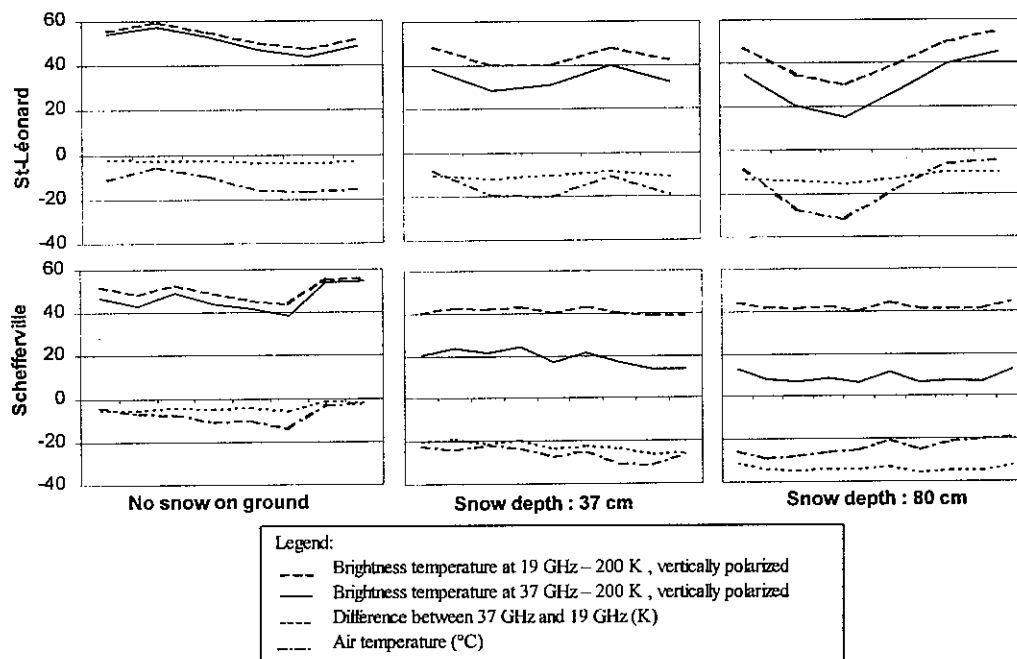 60
40
20
0
-20
-40
St-Léonard
60
40
20
0
-20
-40
Schefferville
No snow on ground
Snow depth : 37 cm
Snow depth : 80 cm
Legend:
Brightness temperature at 19 GHz – 200 K , vertically polarized
Brightness temperature at 37 GHz – 200 K , vertically polarized
Difference between 37 GHz and 19 GHz (K)
Air temperature (°C)